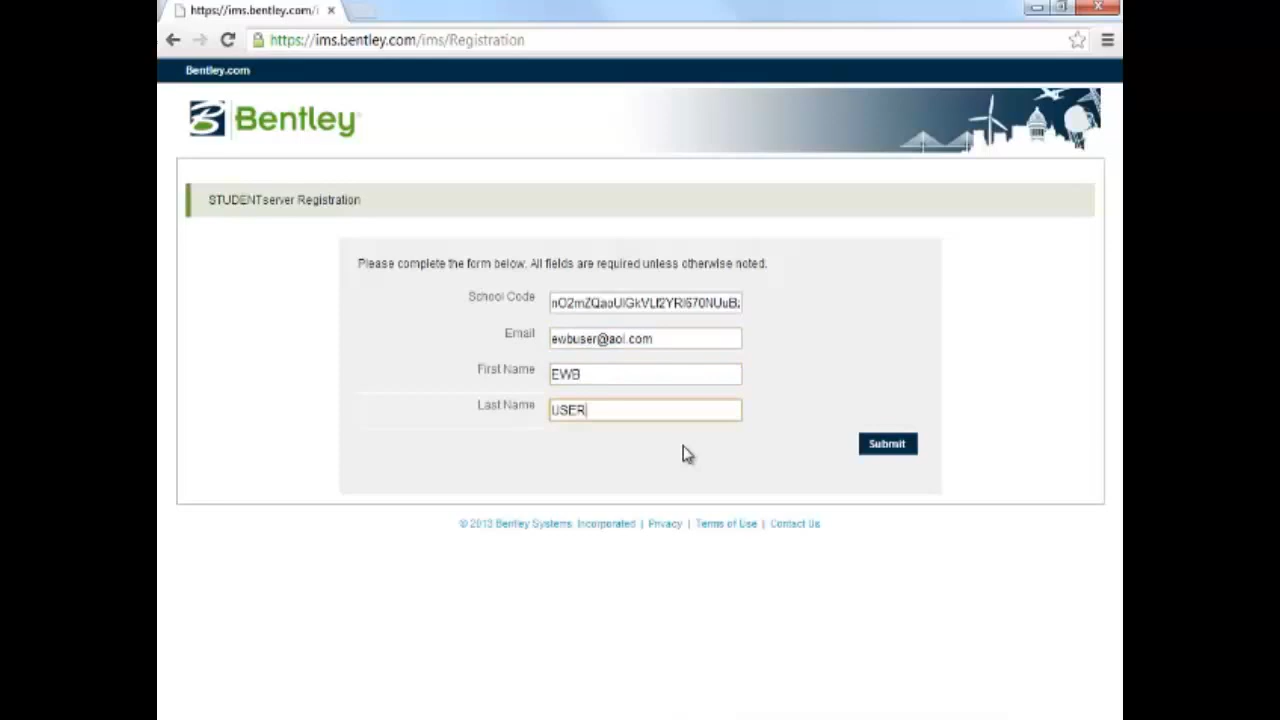 https://ims.bentley.com/i
https://ims.bentley.com/ims/Registration
Bentley.com
Bentley
STUDENTserver Registration
Please complete the form below. All fields are required unless otherwise noted.
School Code
Email ewbuser@aol.com
First Name EWB
Last Name USER
Submit
© 2013 Bentley Systems, Incorporated | Privacy | Terms of Use | Contact Us